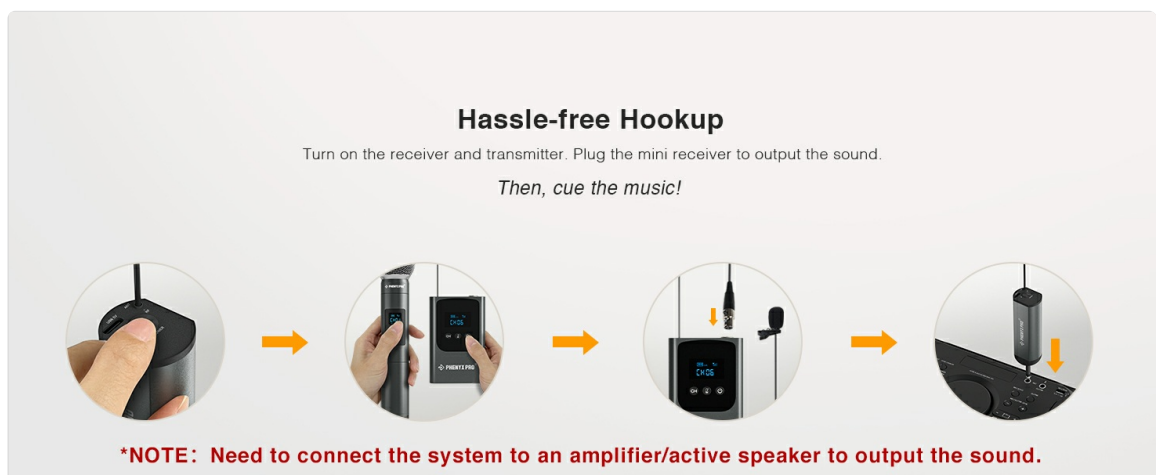 Hassle-free Hookup
Turn on the receiver and transmitter. Plug the mini receiver to output the sound.
Then, cue the music!
CH06
PHENYX PRO
CH06
CH
*NOTE: Need to connect the system to an amplifier/active speaker to output the sound.